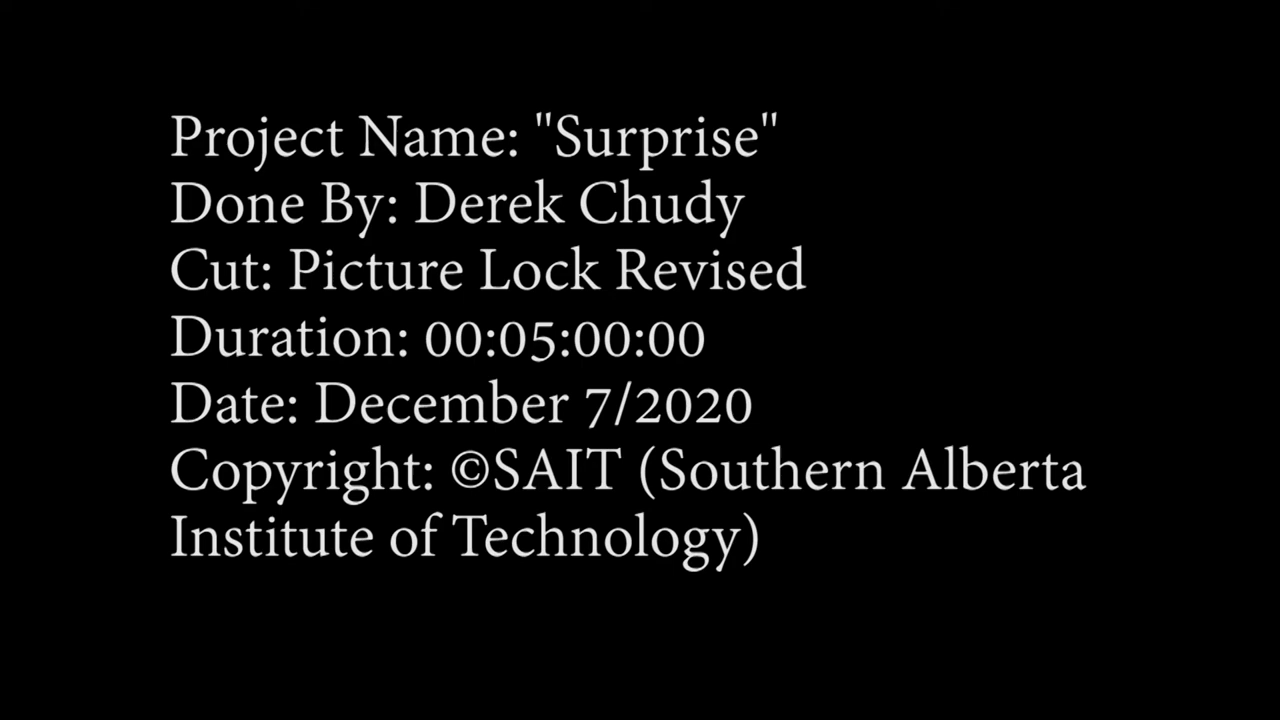 Project Name: "Surprise"
Done By: Derek Chudy
Cut: Picture Lock Revised
Duration: 00:05:00:00
Date: December 7/2020
Copyright: ©SAIT (Southern Alberta
Institute of Technology)